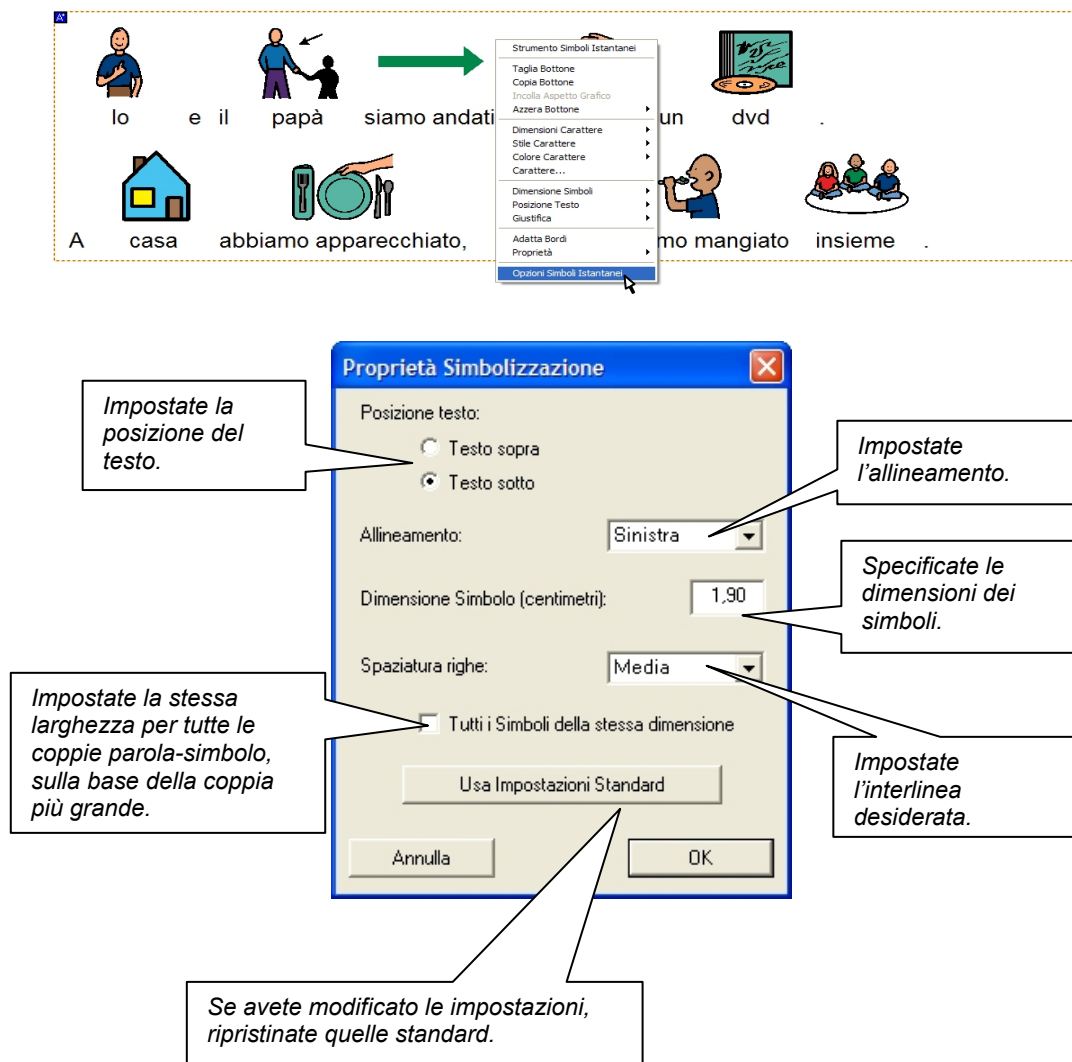 Io e il papà siamo andati un dvd .
A casa abbiamo apparecchiato, mo mangiato insieme .
Strumento Simboli Istantanei
Taglia Bottone
Copia Bottone
Incolla Aspetto Grafico
Azzera Bottone
Dimensioni Carattere
Stile Carattere
Colore Carattere
Carattere...
Dimensione Simboli
Posizione Testo
Giustifica
Adatta Bordi
Proprietà
Opzioni Simboli Istantanei
Proprietà Simbolizzazione
Impostate la
posizione del
testo.
Posizione testo:
Testo sopra
Testo sotto
Impostate
l'allineamento.
Allineamento: Sinistra
Specificate le
dimensioni dei
simboli.
Dimensione Simbolo (centimetri): 1,90
Spaziatura righe: Media
Impostate la stessa
larghezza per tutte le
coppie parola-simbolo,
sulla base della coppia
più grande.
Tutti i Simboli della stessa dimensione
Impostate
l'interlinea
desiderata.
Usa Impostazioni Standard
Annulla OK
Se avete modificato le impostazioni,
ripristinate quelle standard.